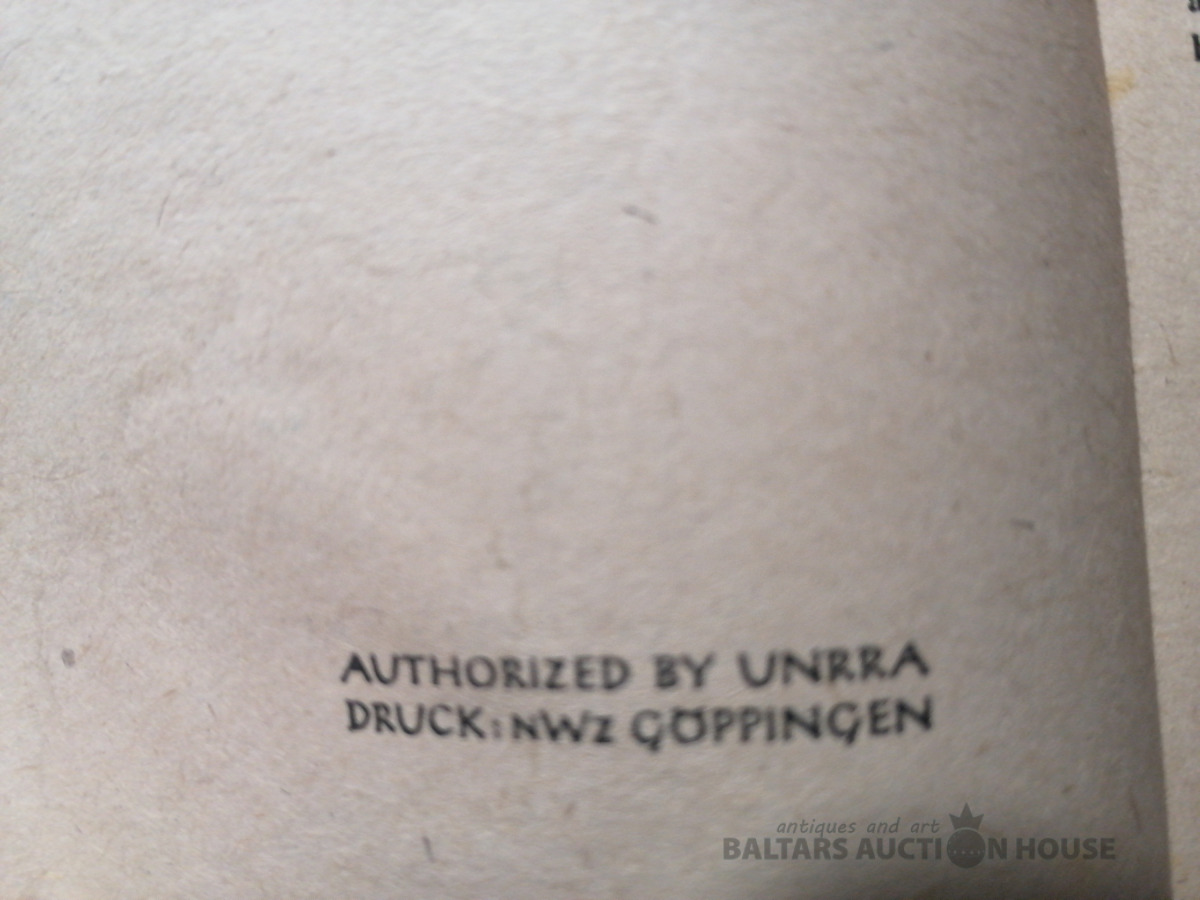 AUTHORIZED BY UNRRA
DRUCK: NWZ GÖPPINGEN
antiques and art
BALTARS AUCTION HOUSE